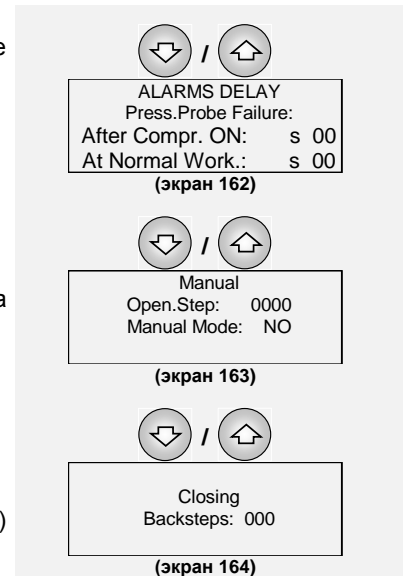 е
/
ALARMS DELAY
Press.Probe Failure:
After Compr. ON: s 00
At Normal Work.: s 00
(экран 162)
/
а
Manual
Open.Step: 0000
Manual Mode: NO
(экран 163)
/
Closing
Backsteps: 000
)
(экран 164)